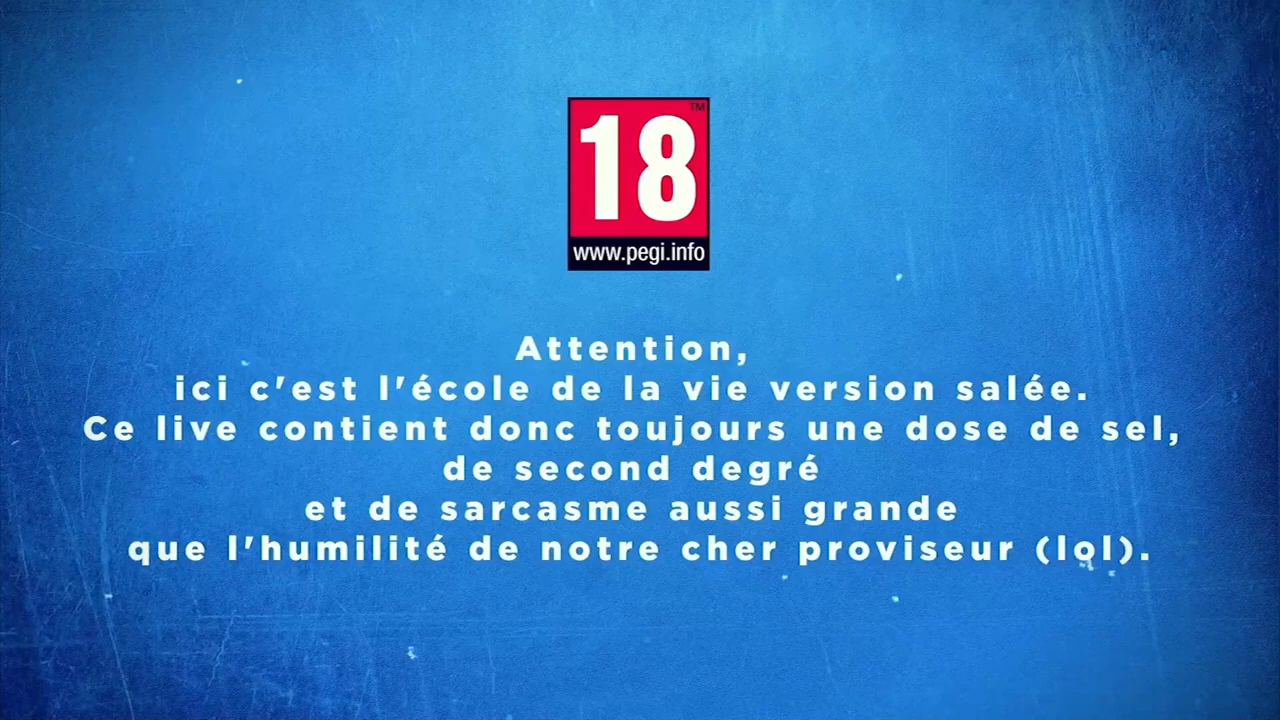 TM
18
www.pegi.info
Attention,
ici c'est l'école de la vie version salée.
Ce live contient donc toujours une dose de sel,
de second degré
et de sarcasme aussi grande
que l'humilité de notre cher proviseur (lol).